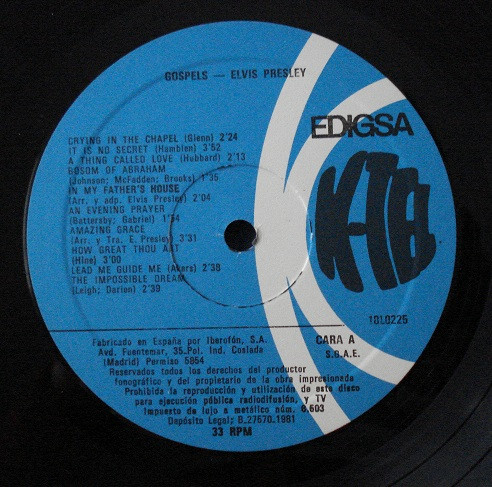 GOSPELS — ELVIS PRESLEY
EDIGSA
K-TEL
CRYING IN THE CHAPEL (Glenn) 2'24
IT IS NO SECRET (Hamblen) 3'52
A THING CALLED LOVE (Hubbard) 2'13
BOSOM OF ABRAHAM
(Johnson; McFadden; Brooks) 1'35
IN MY FATHER'S HOUSE
(Arr. y adp. Elvis Presley) 2'04
AN EVENING PRAYER
(Battersby; Gabriel) 1'54
AMAZING GRACE
(Arr. y Tra: E. Presley) 3'31
HOW GREAT THOU ART
(Hine) 3'00
LEAD ME GUIDE ME (Akers) 2'38
THE IMPOSSIBLE DREAM
(Leigh; Darion) 2'39
10L0225
CARA A
S.G.A.E.
Fabricado en España por Iberofón, S.A.
Avd. Fuentemar, 35.Pol. Ind. Coslada
(Madrid) Permiso 5864
Reservados todos los derechos del productor
fonográfico y del propietario de la obra impresionada
Prohibida la reproducción y utilización de este disco
para ejecución pública radiodifusión, y TV
Impuesto de lujo a metálico núm. 0.603
Depósito Legal; B.27670.1981
33 RPM